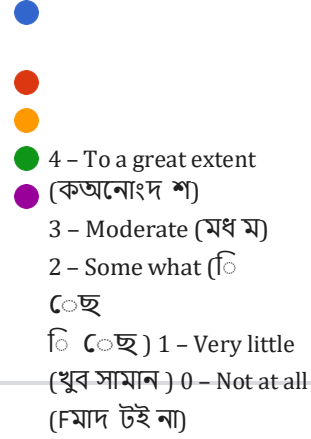 4 – To a great extent
(কঅনোংদ শ)
3 – Moderate (মধ ম)
2 – Some what (ি
েছ
ি েছ ) 1 – Very little
(খুব সামান ) 0 – Not at all
(Fমাদ টই না)